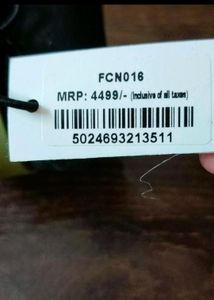 FCN016
MRP: 4499/- (Inclusive of all taxes)
5024693213511